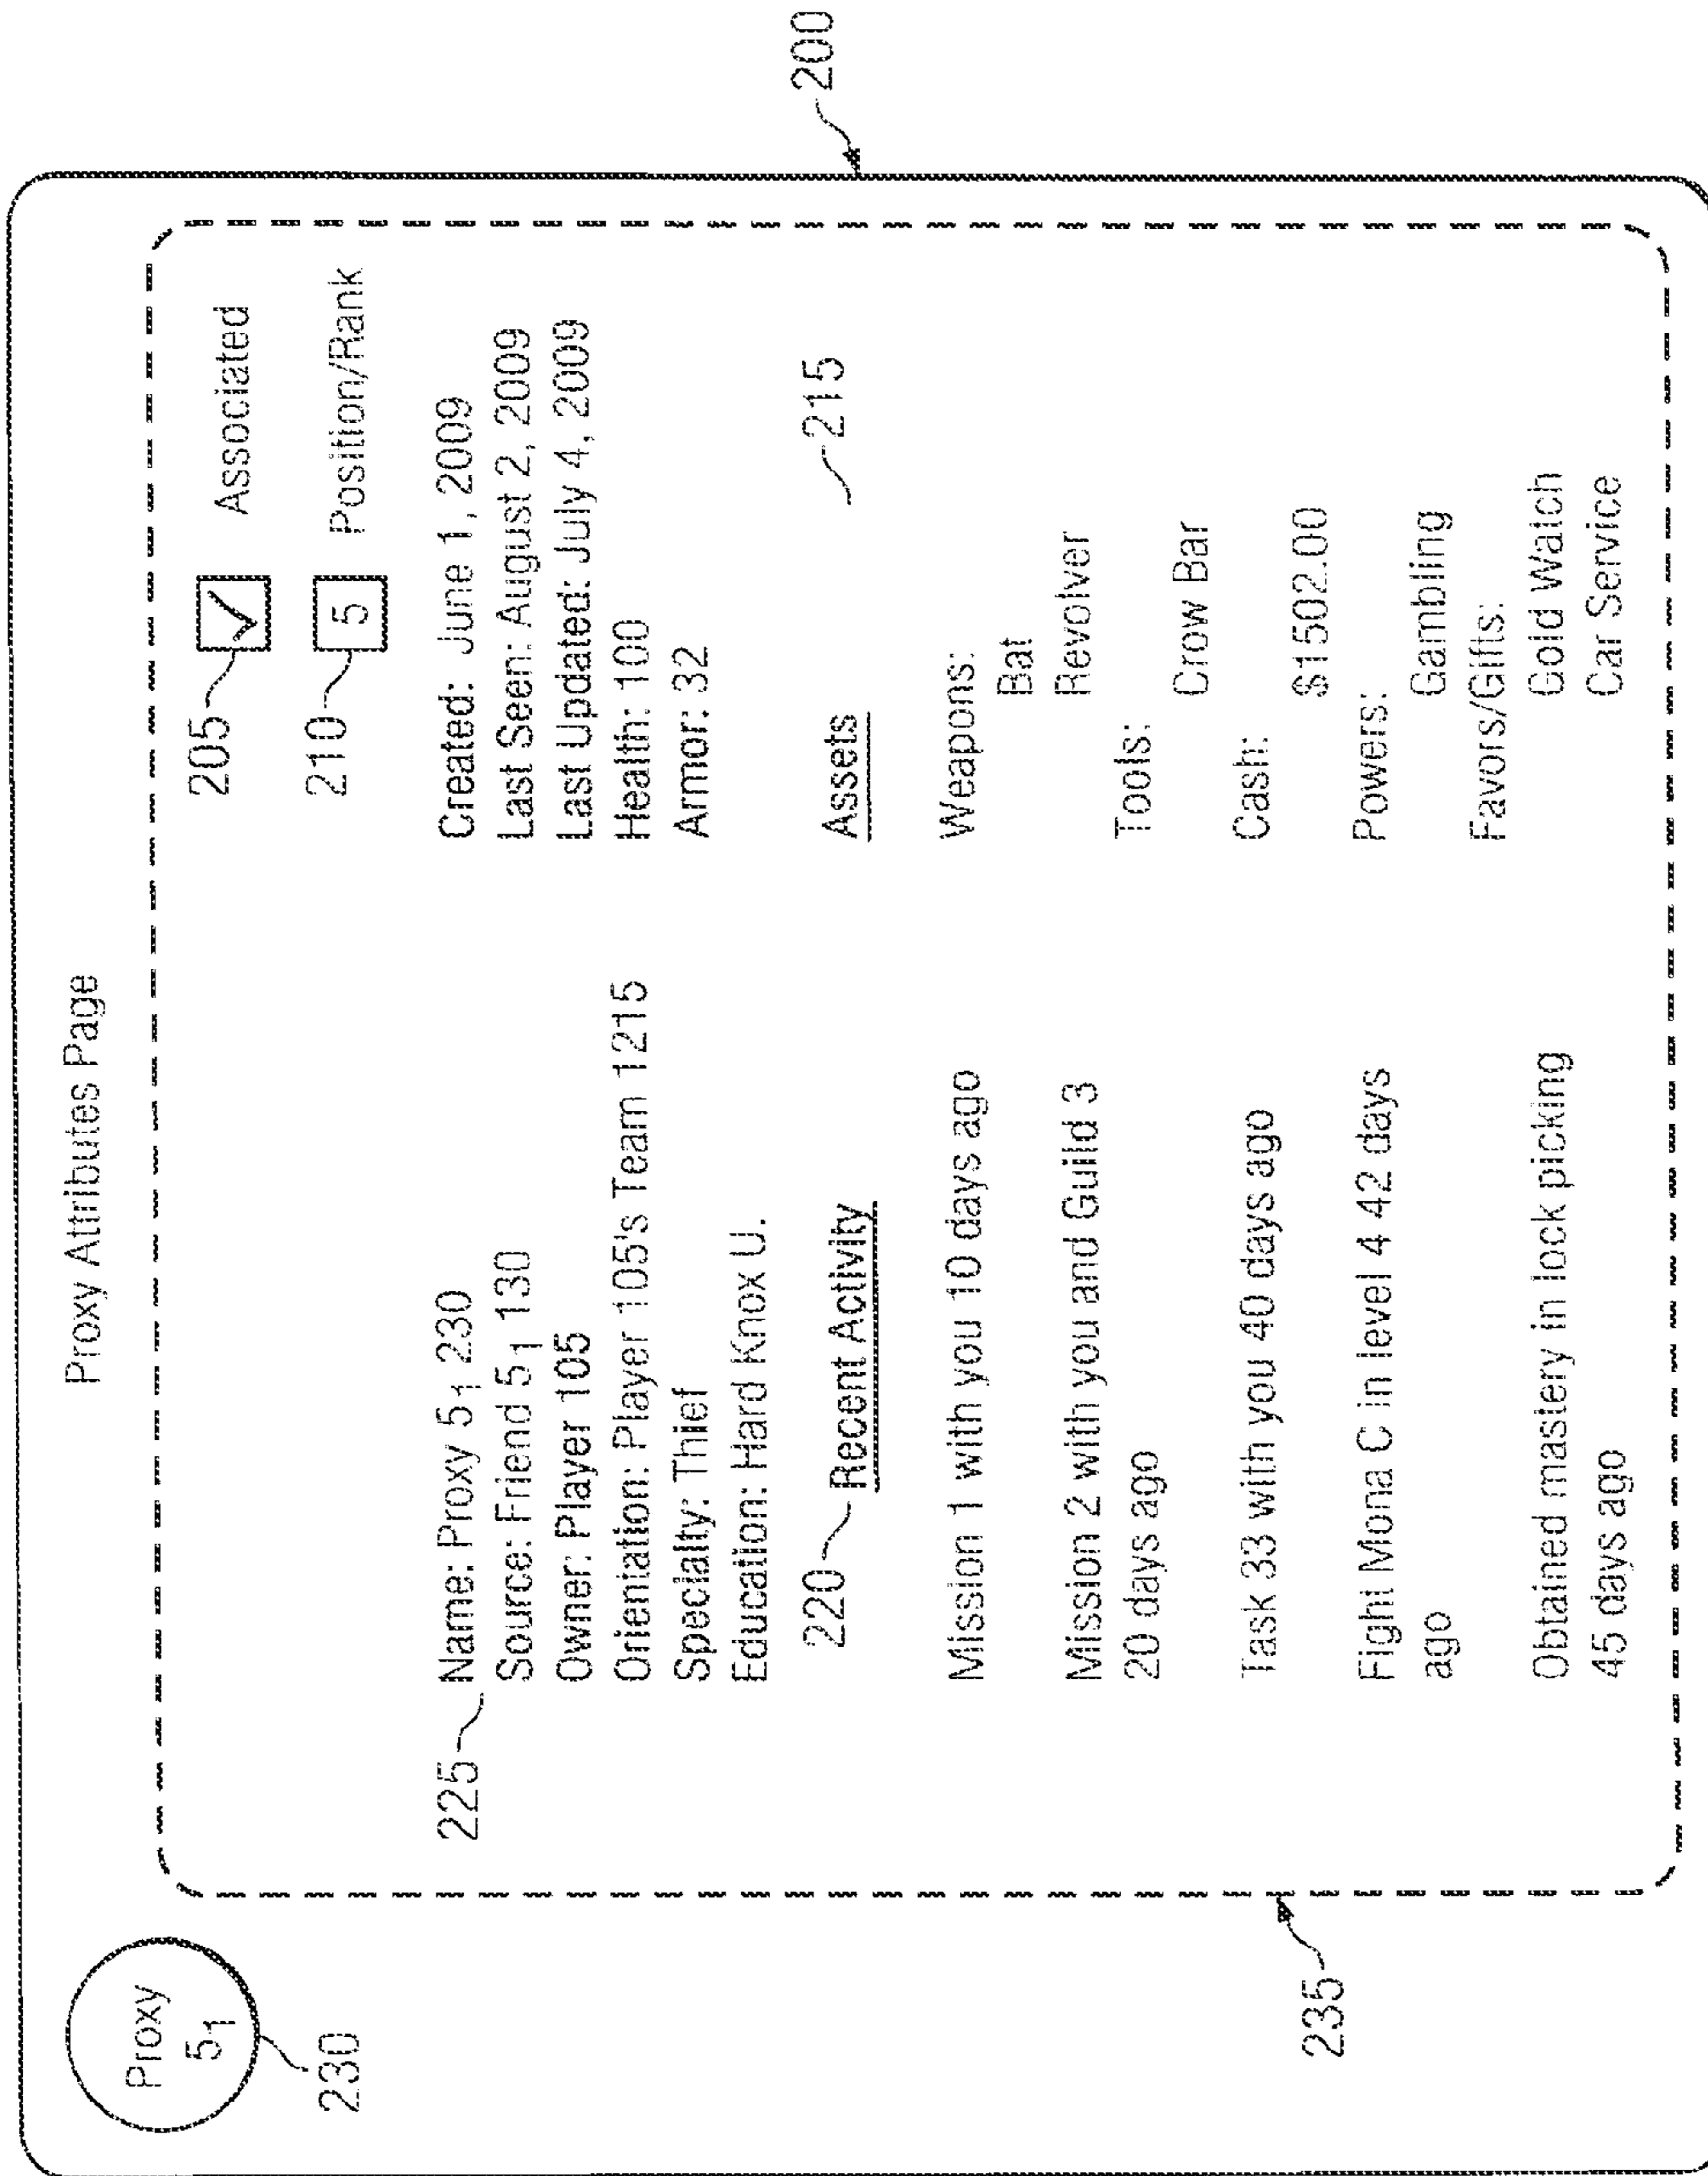 Proxy Attributes Page
Proxy
5₁
230
205 ✓ Associated
210 5 Position/Rank
225
Name: Proxy 5₁ 230
Source: Friend 5₁ 130
Owner: Player 105
Orientation: Player 105's Team 1215
Specialty: Thief
Education: Hard Knox U.
Created: June 1, 2009
Last Seen: August 2, 2009
Last Updated: July 4, 2009
Health: 100
Armor: 32
220 Recent Activity
Mission 1 with you 10 days ago
Mission 2 with you and Guild 3
20 days ago
Task 33 with you 40 days ago
Fight Mona C in level 4 42 days
ago
Obtained mastery in lock picking
45 days ago
Assets 215
Weapons:
Bat
Revolver
Tools:
Crow Bar
Cash:
$1502.00
Powers:
Gambling
Favors/Gifts:
Gold Watch
Car Service
235
200